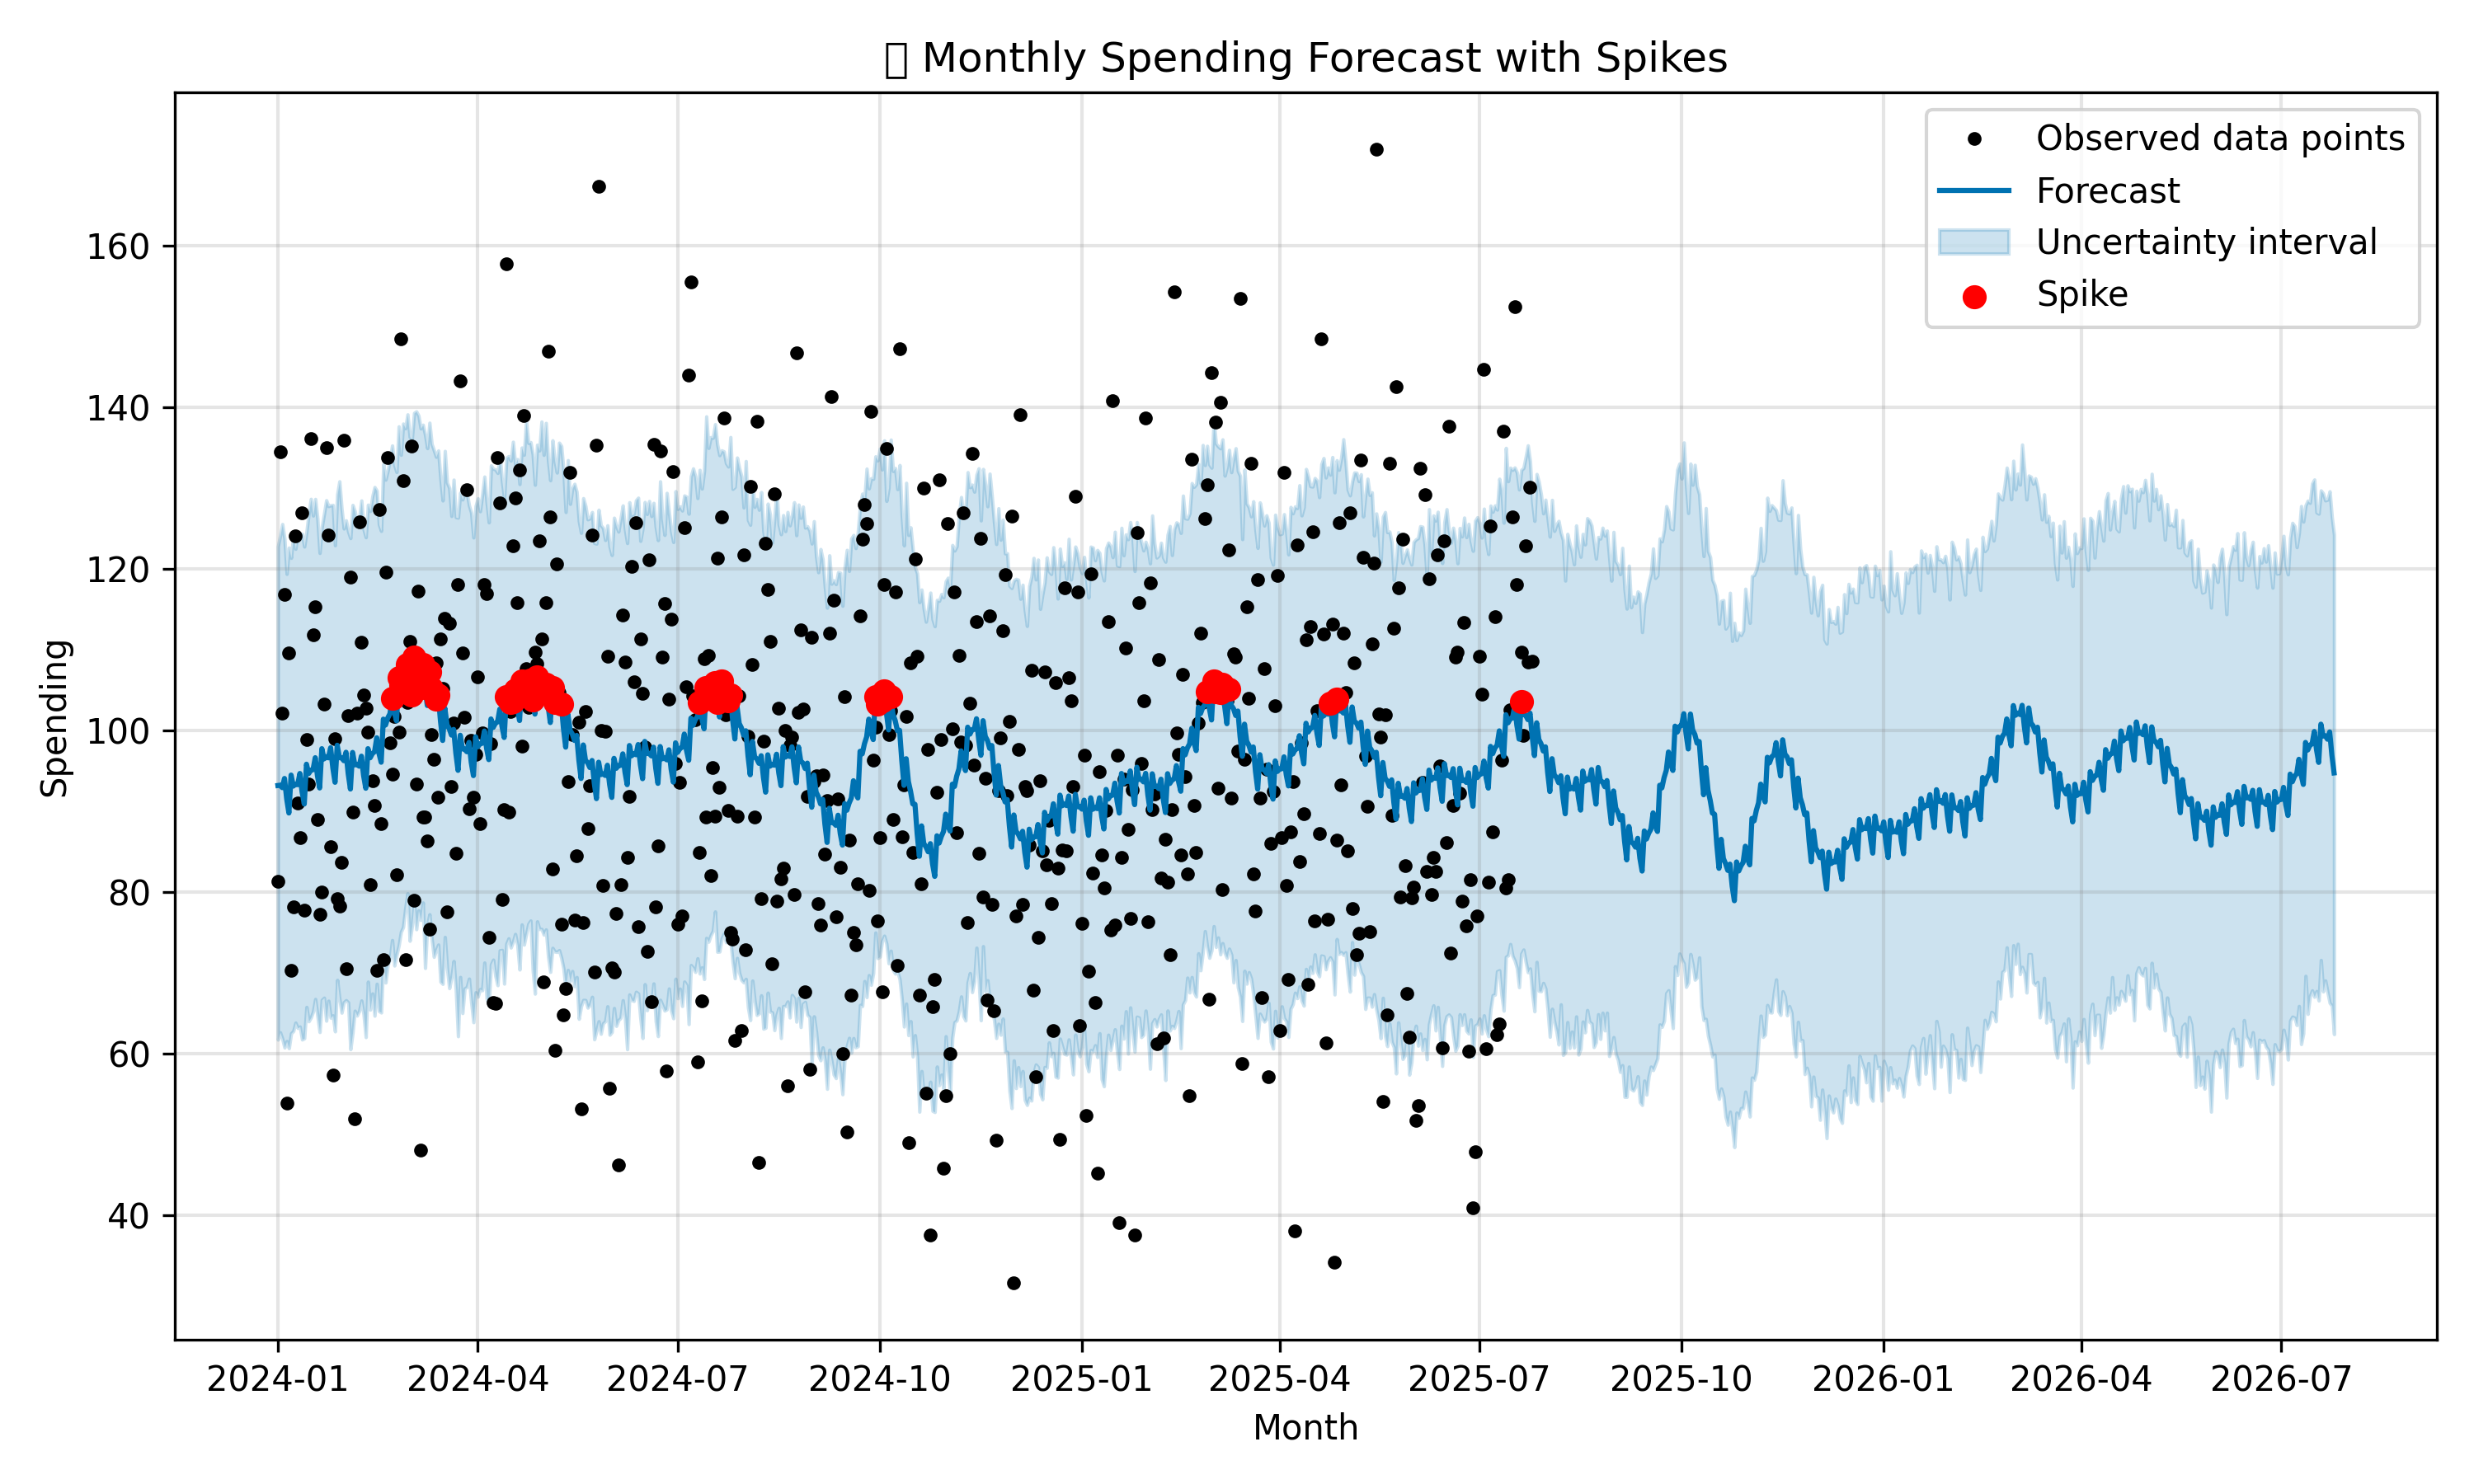 ▯ Monthly Spending Forecast with Spikes
Observed data points
Forecast
Uncertainty interval
Spike
Spending
160
140
120
100
80
60
40
2024-01 2024-04 2024-07 2024-10 2025-01 2025-04 2025-07 2025-10 2026-01 2026-04 2026-07
Month